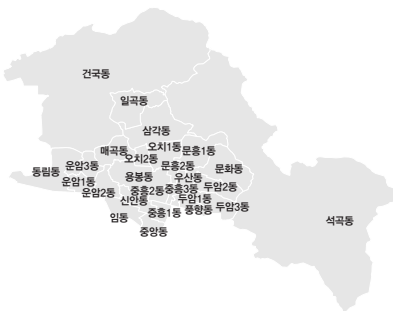 건국동
일곡동
삼각동
매곡동
오치1동
문흥1동
오치2동
동림동
운암3동
용봉동
문흥2동
문화동
운암1동
우산동
운암2동
중흥2동
중흥3동
두암2동
신안동
두암1동
임동
중흥1동
풍향동
두암3동
석곡동
중앙동